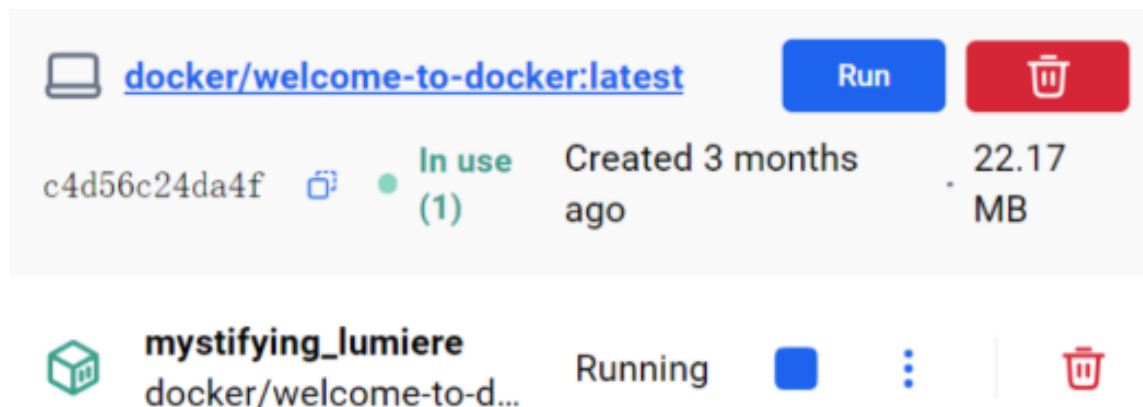 docker/welcome-to-docker:latest Run
c4d56c24da4f In use (1) Created 3 months ago · 22.17 MB
mystifying_lumiere
docker/welcome-to-d... Running